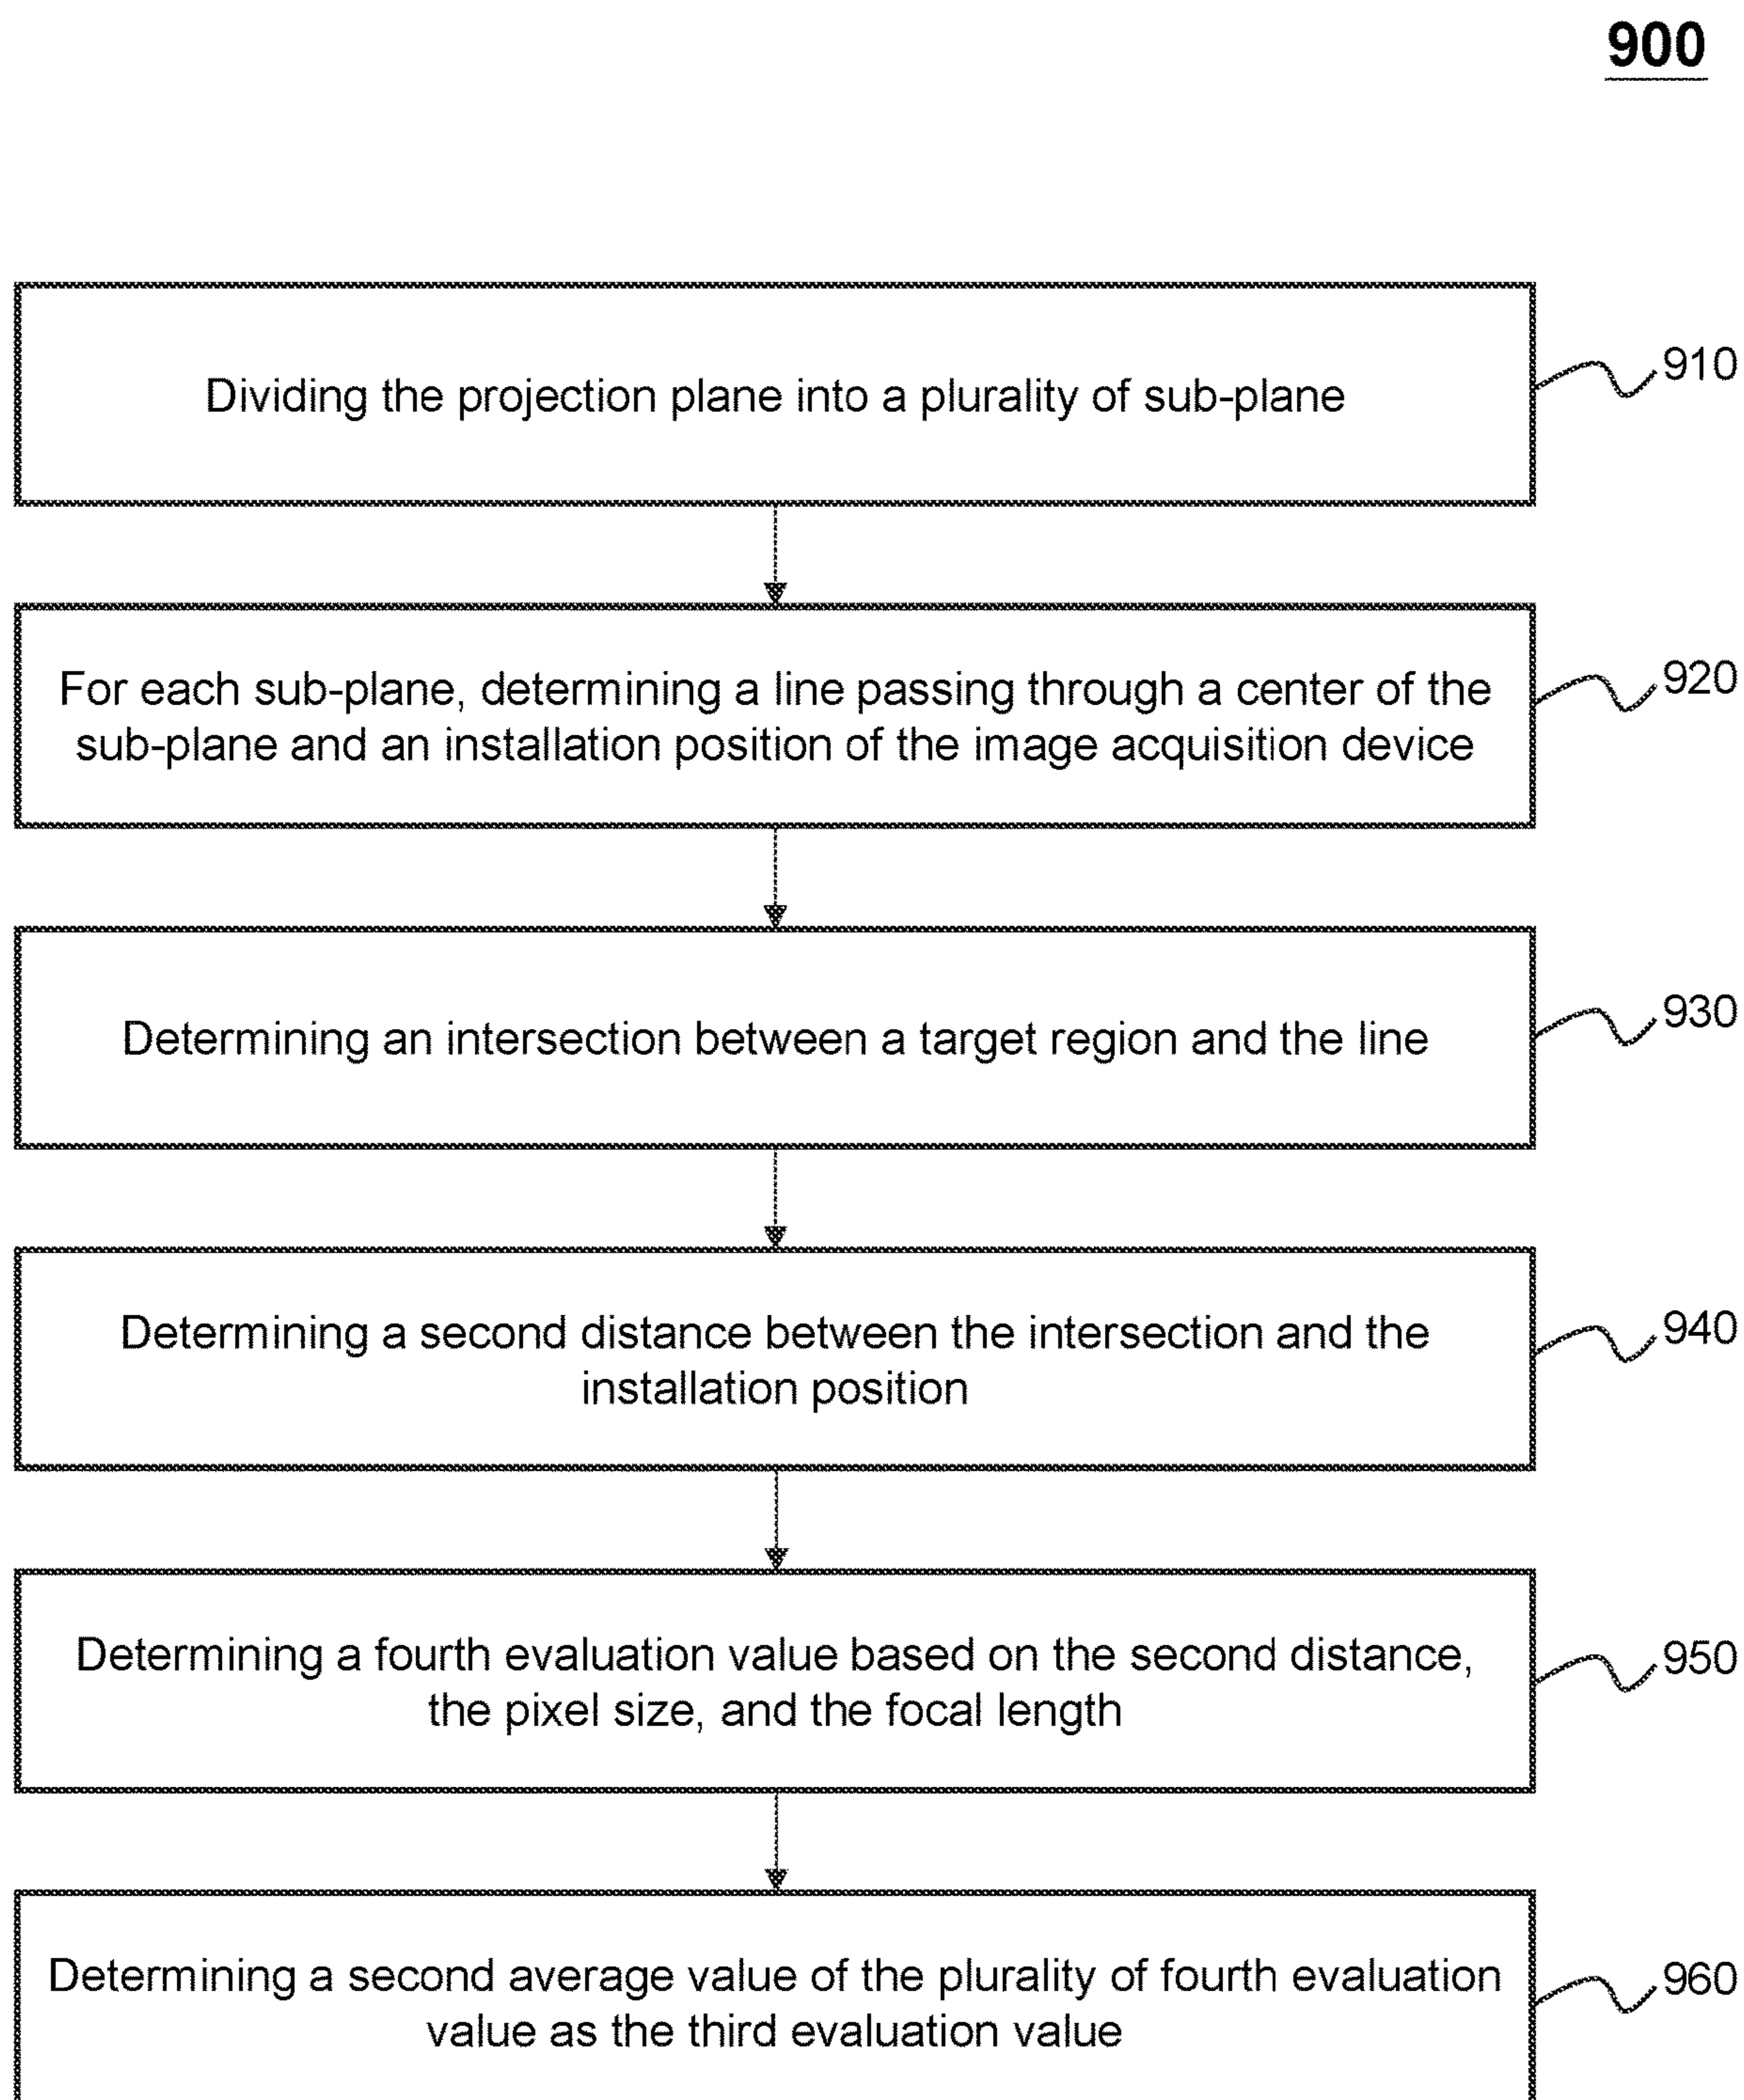 900
Dividing the projection plane into a plurality of sub-plane
910
For each sub-plane, determining a line passing through a center of the
sub-plane and an installation position of the image acquisition device
920
Determining an intersection between a target region and the line
930
Determining a second distance between the intersection and the
installation position
940
Determining a fourth evaluation value based on the second distance,
the pixel size, and the focal length
950
Determining a second average value of the plurality of fourth evaluation
value as the third evaluation value
960